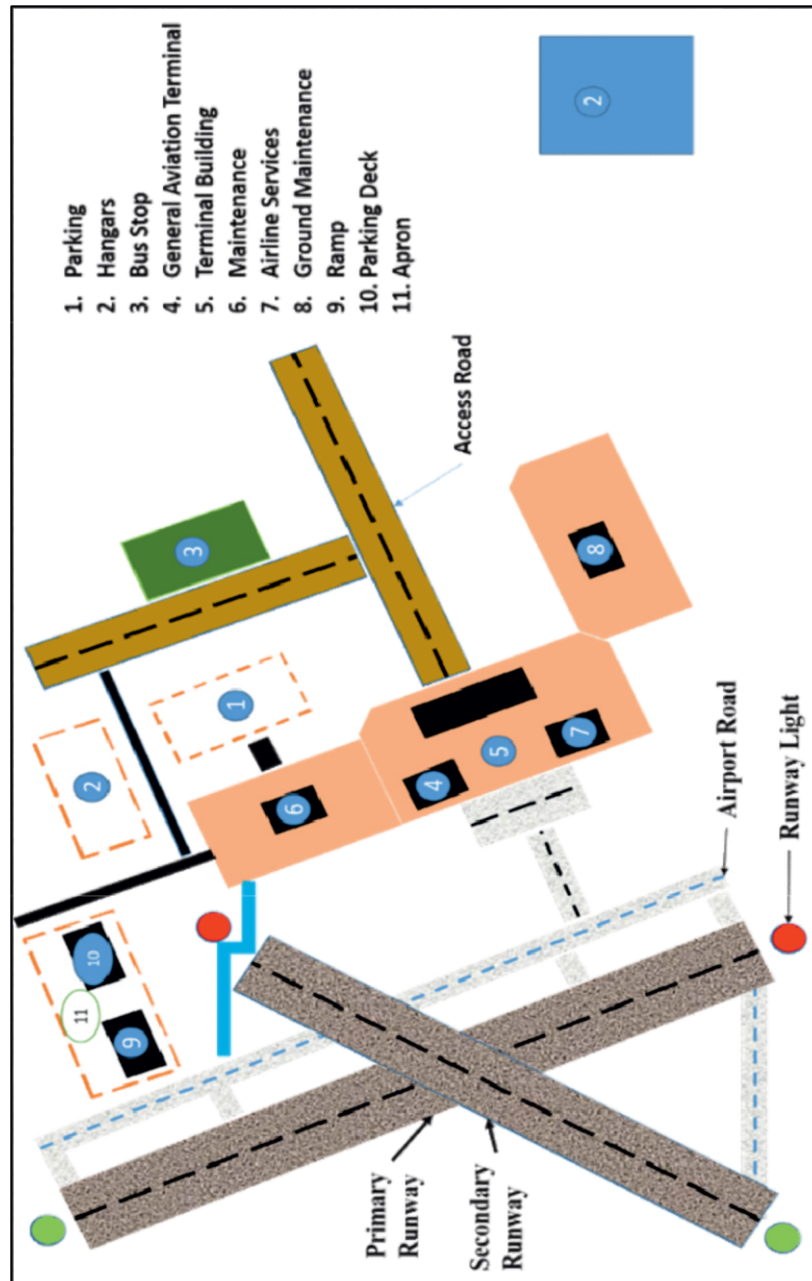 1. Parking
2. Hangars
3. Bus Stop
4. General Aviation Terminal
5. Terminal Building
6. Maintenance
7. Airline Services
8. Ground Maintenance
9. Ramp
10. Parking Deck
11. Apron
2
3
1
2
Access Road
8
6
4
5
7
10
11
9
Airport Road
Runway Light
Primary
Runway
Secondary
Runway